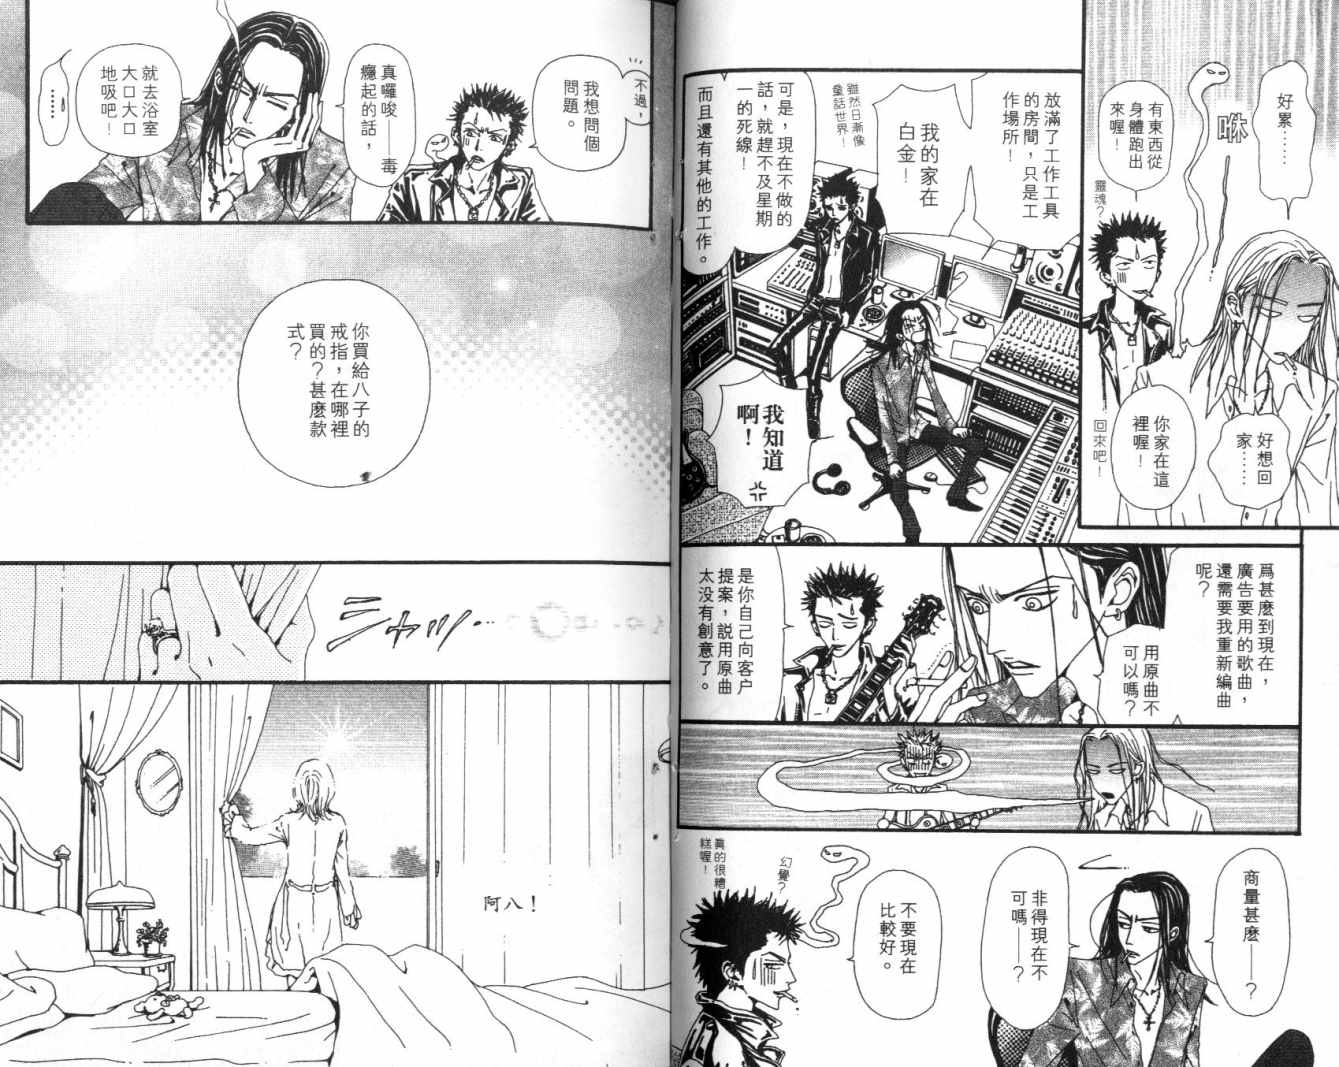 好累……
咻
有東西從
身體跑出
來喔！
靈魂？
好想回
家……
你家在這
裡喔！
回來吧！
放滿了工作工具
的房間，只是工
作場所！
我的家在
白金！
雖然日漸像
童話世界！
可是，現在不做的
話，就趕不及星期
一的死線！
而且還有其他的工作。
我知道
啊！
爲甚麼到現在，
廣告要用的歌曲，
還需要我重新編曲
呢？
用原曲不
可以嗎？
是你自己向客户
提案，說用原曲
太没有創意了。
商量甚麽——？
非得現在不
可嗎——？
不要現在
比較好。
幻覺？
真的很糟
糕喔！
不過，
我想問個
問題。
真囉唆——毒
癮起的話，
就去浴室
大口大口
地吸吧！
……
你買給八子的
戒指，在哪裡
買的？甚麼款
式？
シャッ…
阿八！